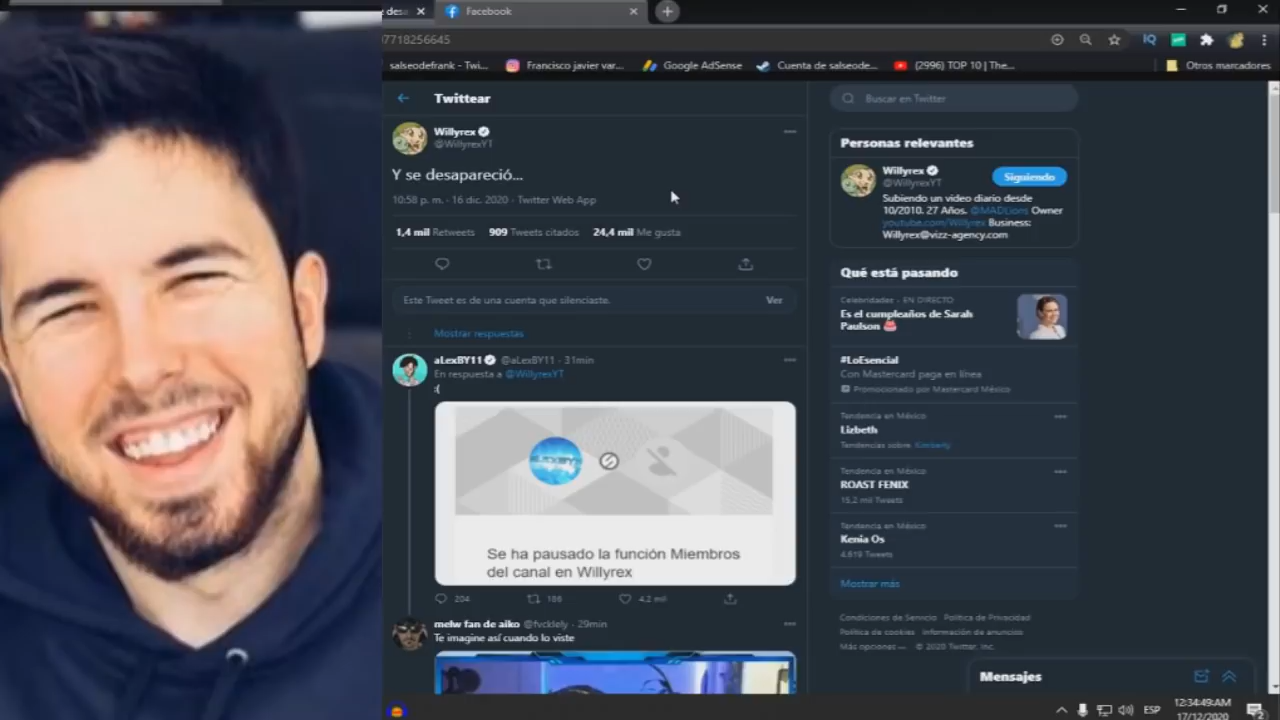 Facebook
07718256645
salseodefrank - Twi...
Francisco javier var...
Google AdSense
Cuenta de salseode...
(2996) TOP 10 | The...
Otros marcadores
Twittear
Willyrex
@WillyrexYT
Y se desapareció...
10:58 p. m. · 16 dic. 2020 · Twitter Web App
1,4 mil Retweets 909 Tweets citados 24,4 mil Me gusta
Este Tweet es de una cuenta que silenciaste.
Ver
Mostrar respuestas
aLexBY11 @aLexBY11 · 31min
En respuesta a @WillyrexYT
:(
Se ha pausado la función Miembros
del canal en Willyrex
204 186 4,2 mil
melw fan de aiko @fvcklely · 29min
Te imagine así cuando lo viste
Buscar en Twitter
Personas relevantes
Willyrex
@WillyrexYT
Siguiendo
Subiendo un video diario desde
10/2010. 27 Años. @MADLions Owner
youtube.com/Willyrex Business:
Willyrex@vizz-agency.com
Qué está pasando
Celebridades · EN DIRECTO
Es el cumpleaños de Sarah
Paulson
#LoEsencial
Con Mastercard paga en línea
Promocionado por Mastercard México
Tendencia en México
Lizbeth
Tendencias sobre Kimberly
Tendencia en México
ROAST FENIX
15,2 mil Tweets
Tendencia en México
Kenia Os
4.619 Tweets
Mostrar más
Condiciones de Servicio Política de Privacidad
Política de cookies Información de anuncios
Más opciones © 2020 Twitter, Inc.
Mensajes
ESP
12:34:49 AM
17/12/2020